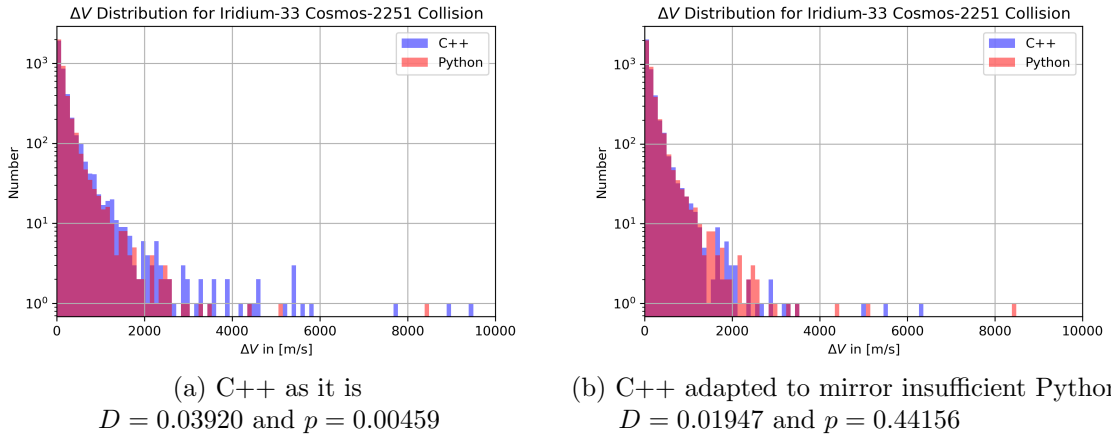 ΔV Distribution for Iridium-33 Cosmos-2251 Collision
C++
Python
10³
10²
10¹
10⁰
Number
0
2000
4000
6000
8000
10000
ΔV in [m/s]
(a) C++ as it is
D = 0.03920 and p = 0.00459
ΔV Distribution for Iridium-33 Cosmos-2251 Collision
C++
Python
10³
10²
10¹
10⁰
Number
0
2000
4000
6000
8000
10000
ΔV in [m/s]
(b) C++ adapted to mirror insufficient Python
D = 0.01947 and p = 0.44156